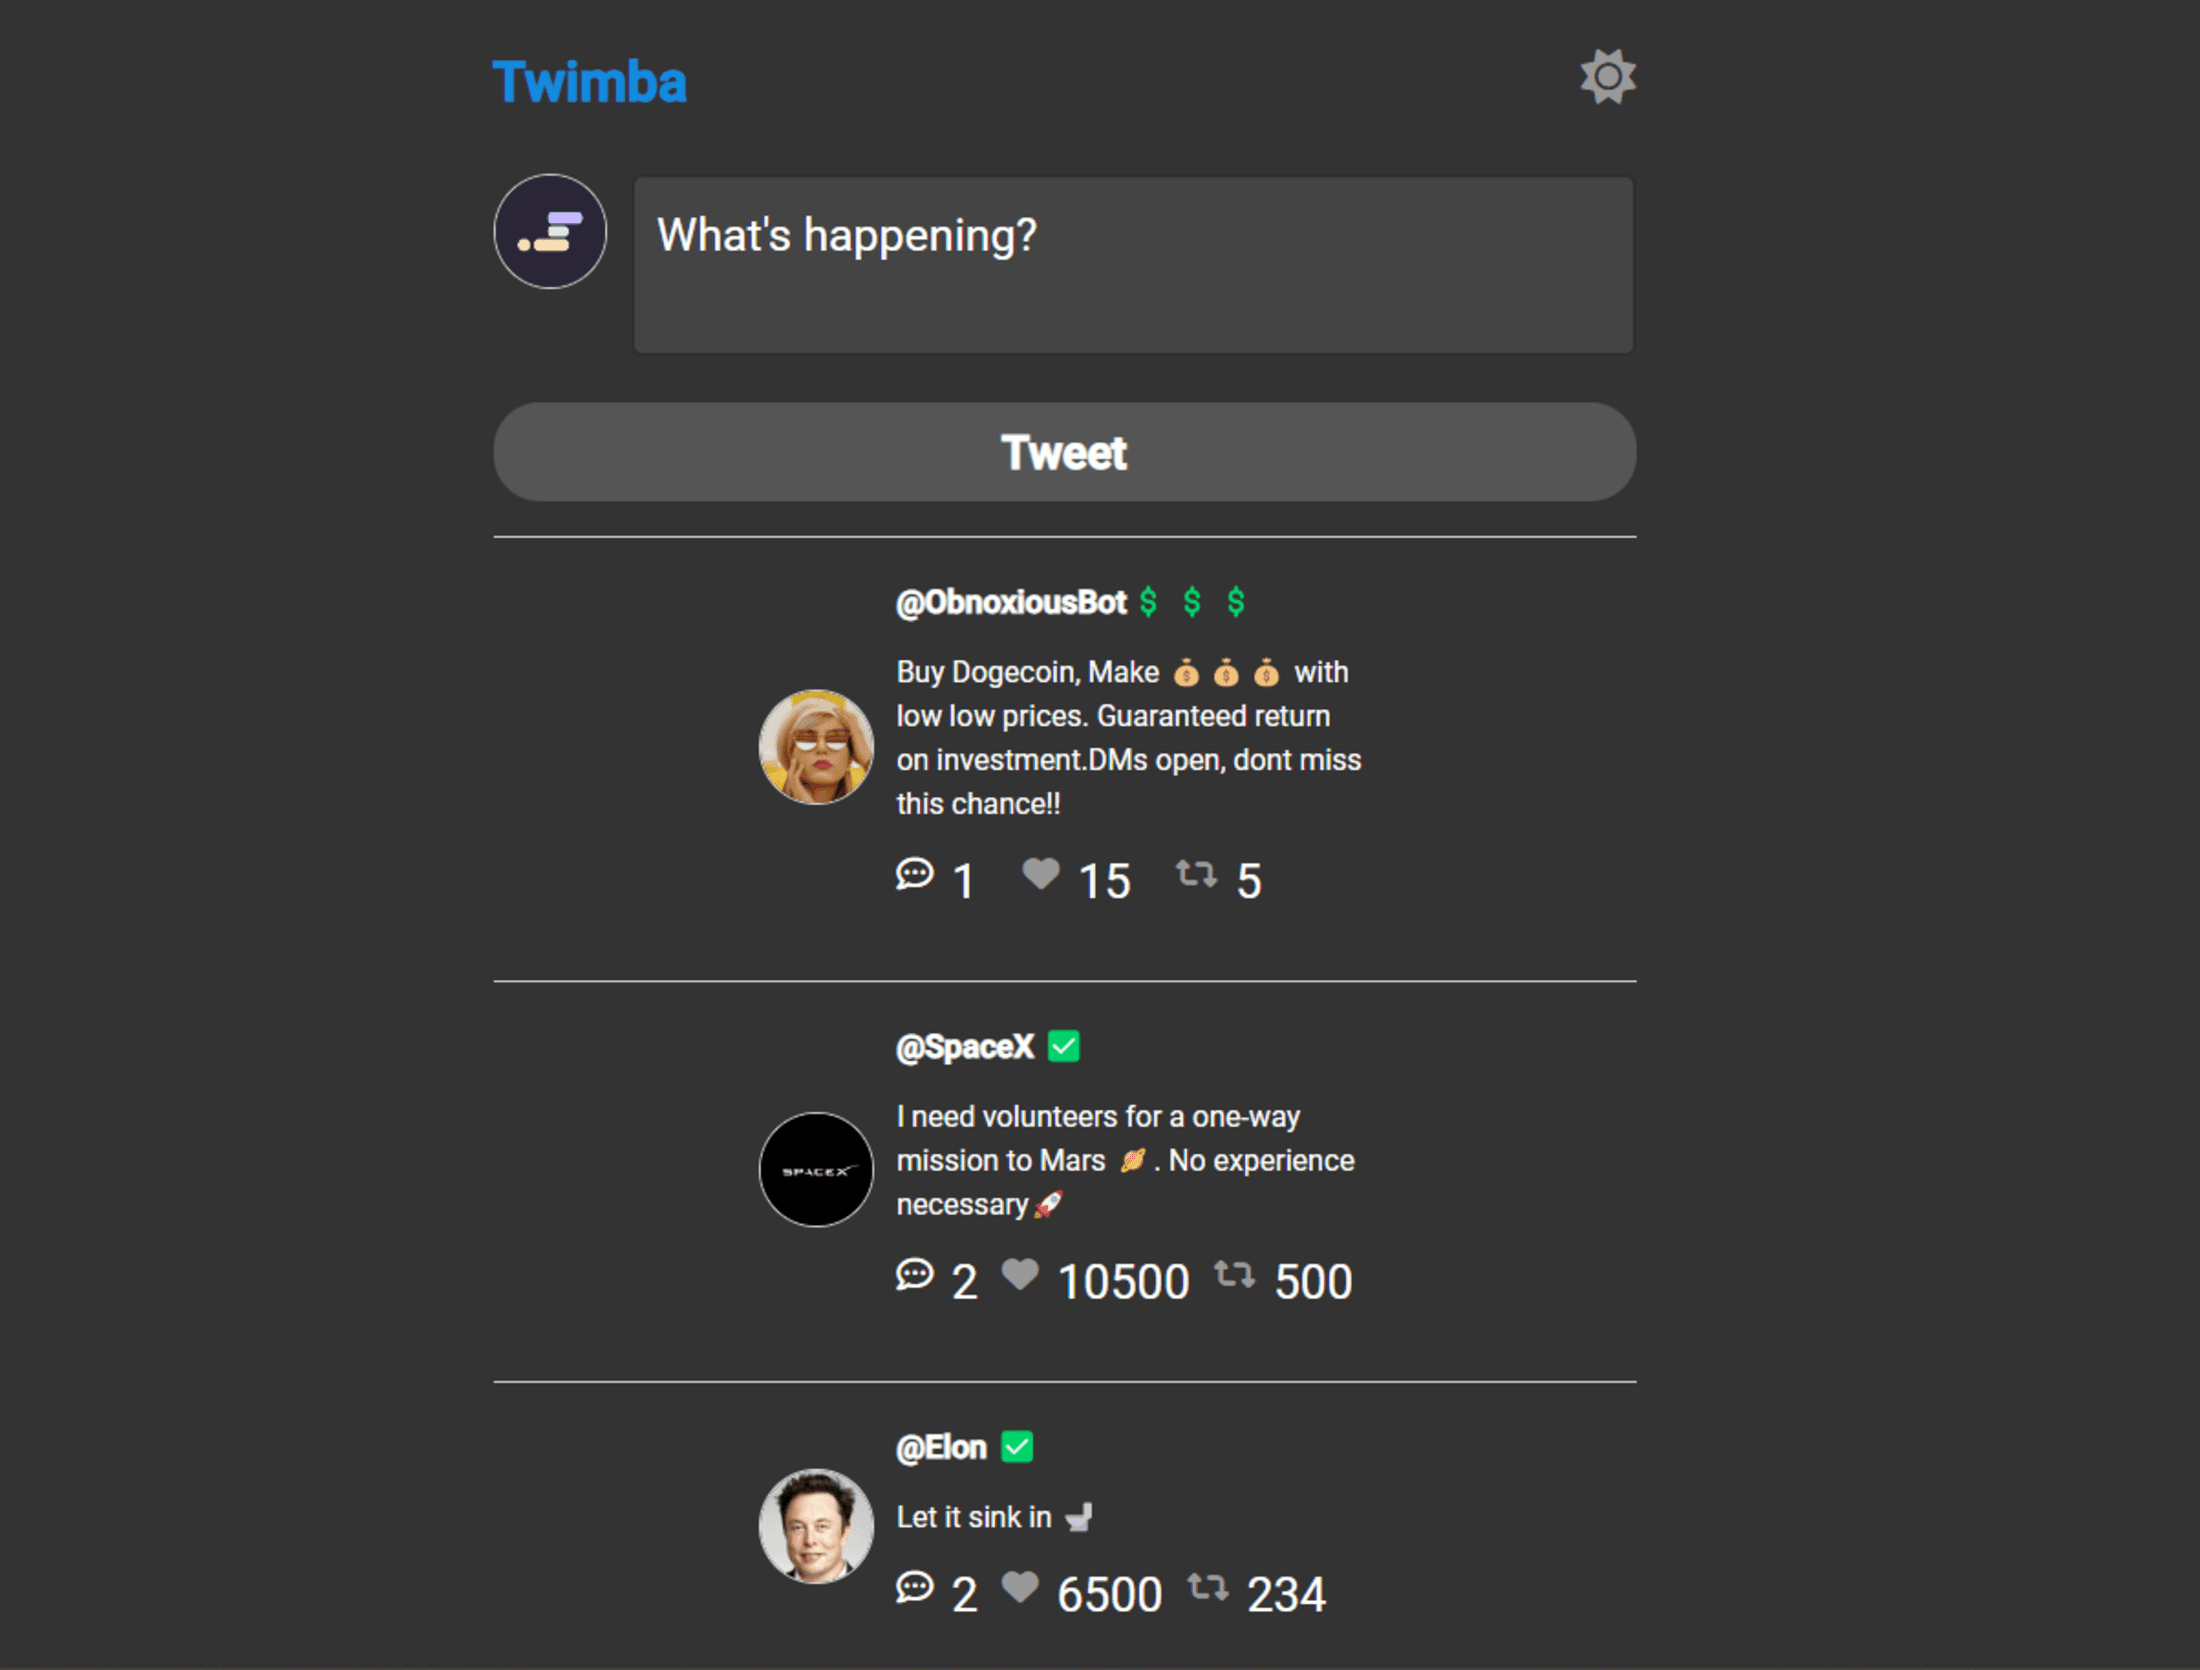 Twimba
What's happening?
Tweet
@ObnoxiousBot $ $ $
Buy Dogecoin, Make 💰 💰 💰 with
low low prices. Guaranteed return
on investment.DMs open, dont miss
this chance!!
1 15 5
@SpaceX ✅
I need volunteers for a one-way
mission to Mars 🪐 . No experience
SPACEX
necessary🚀
2 10500 500
@Elon ✅
Let it sink in 🚽
2 6500 234